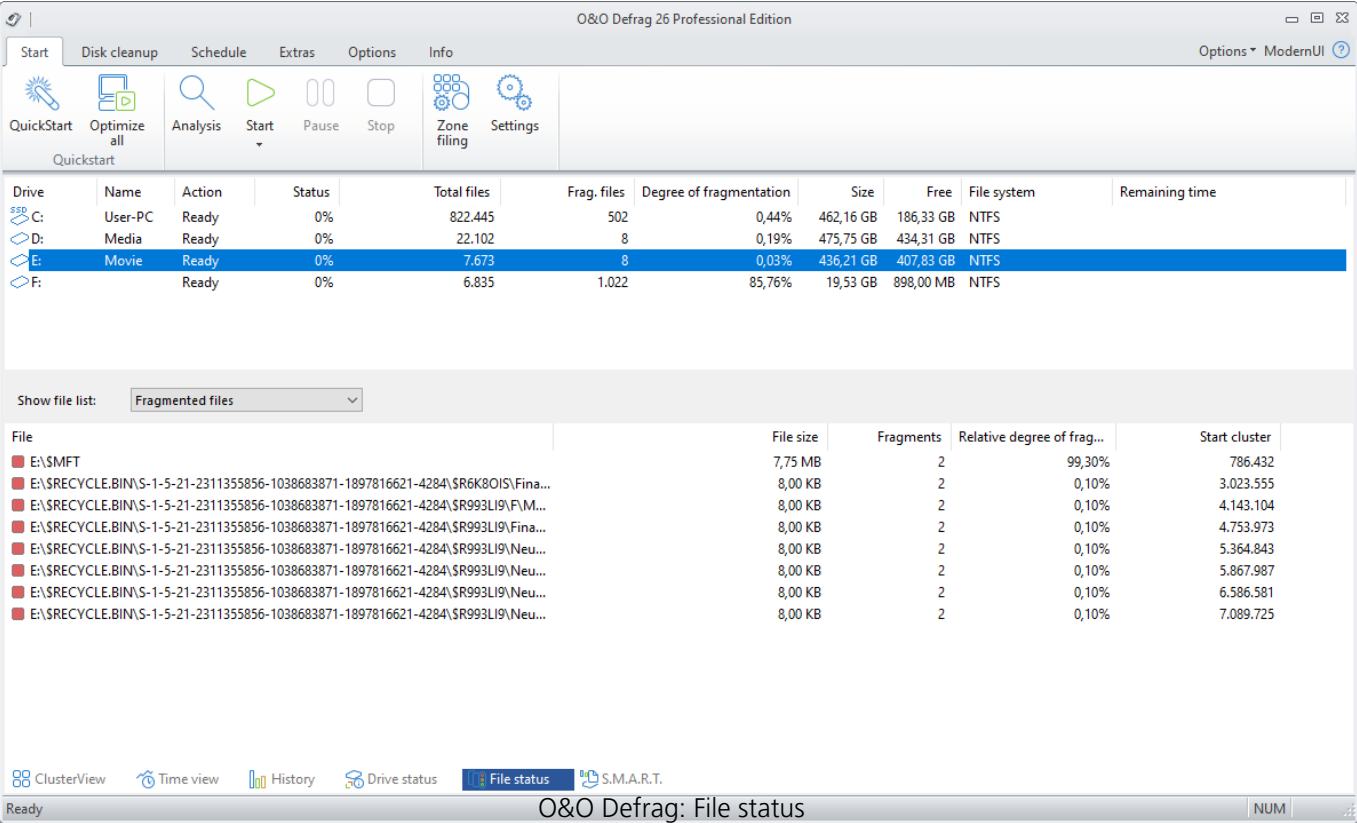 O&O Defrag 26 Professional Edition
Start Disk cleanup Schedule Extras Options Info Options ModernUI ?
QuickStart Optimize all Analysis Start Pause Stop Zone filing Settings
Quickstart
Drive Name Action Status Total files Frag. files Degree of fragmentation Size Free File system Remaining time
SSD C: User-PC Ready 0% 822.445 502 0,44% 462,16 GB 186,33 GB NTFS
D: Media Ready 0% 22.102 8 0,19% 475,75 GB 434,31 GB NTFS
E: Movie Ready 0% 7.673 8 0,03% 436,21 GB 407,83 GB NTFS
F: Ready 0% 6.835 1.022 85,76% 19,53 GB 898,00 MB NTFS
Show file list: Fragmented files
File File size Fragments Relative degree of frag... Start cluster
E:\$MFT 7,75 MB 2 99,30% 786.432
E:\$RECYCLE.BIN\S-1-5-21-2311355856-1038683871-1897816621-4284\$R6K8OIS\Fina... 8,00 KB 2 0,10% 3.023.555
E:\$RECYCLE.BIN\S-1-5-21-2311355856-1038683871-1897816621-4284\$R993LI9\F\M... 8,00 KB 2 0,10% 4.143.104
E:\$RECYCLE.BIN\S-1-5-21-2311355856-1038683871-1897816621-4284\$R993LI9\Fina... 8,00 KB 2 0,10% 4.753.973
E:\$RECYCLE.BIN\S-1-5-21-2311355856-1038683871-1897816621-4284\$R993LI9\Neu... 8,00 KB 2 0,10% 5.364.843
E:\$RECYCLE.BIN\S-1-5-21-2311355856-1038683871-1897816621-4284\$R993LI9\Neu... 8,00 KB 2 0,10% 5.867.987
E:\$RECYCLE.BIN\S-1-5-21-2311355856-1038683871-1897816621-4284\$R993LI9\Neu... 8,00 KB 2 0,10% 6.586.581
E:\$RECYCLE.BIN\S-1-5-21-2311355856-1038683871-1897816621-4284\$R993LI9\Neu... 8,00 KB 2 0,10% 7.089.725
ClusterView Time view History Drive status File status S.M.A.R.T.
Ready O&O Defrag: File status NUM